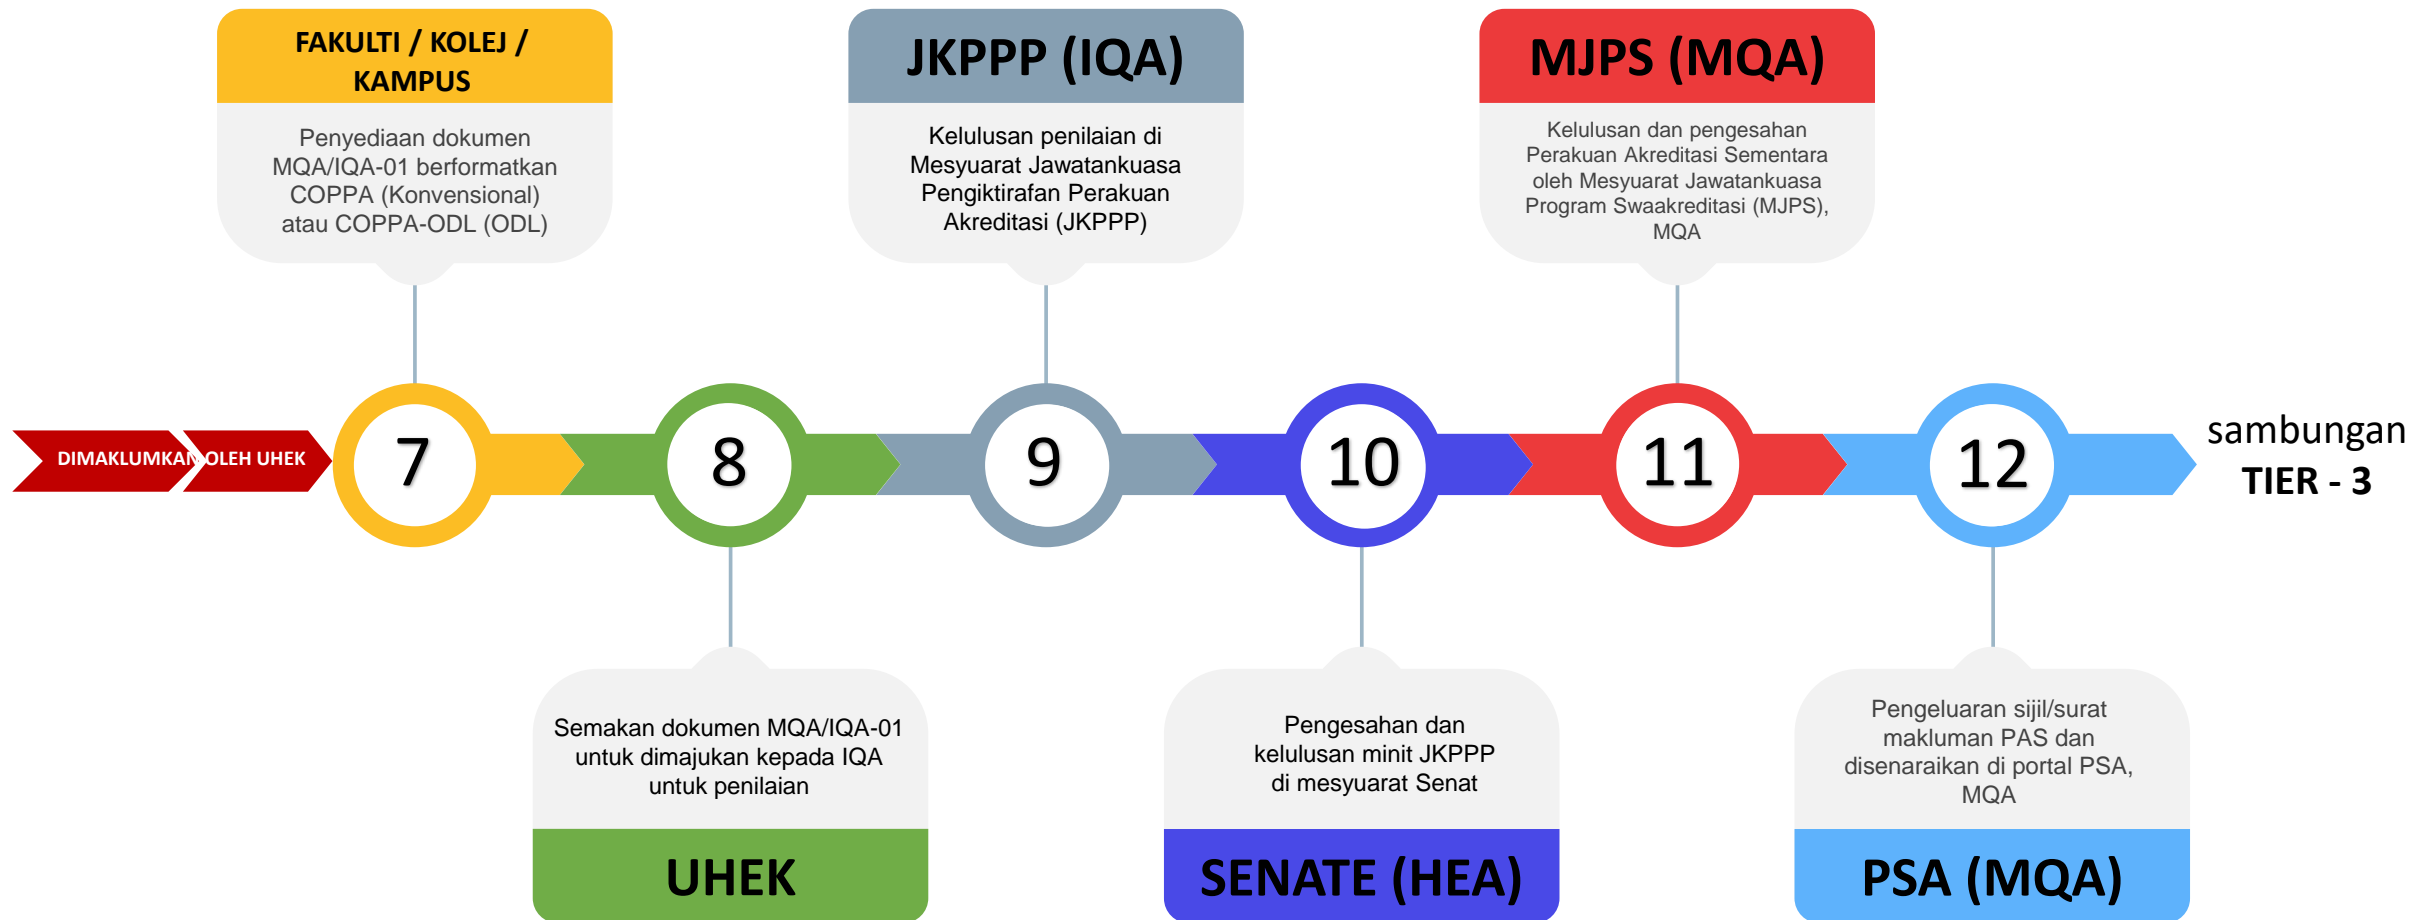 FAKULTI / KOLEJ /
KAMPUS
Penyediaan dokumen
MQA/IQA-01 berformatkan
COPPA (Konvensional)
atau COPPA-ODL (ODL)
JKPPP (IQA)
Kelulusan penilaian di
Mesyuarat Jawatankuasa
Pengiktirafan Perakuan
Akreditasi (JKPPP)
MJPS (MQA)
Kelulusan dan pengesahan
Perakuan Akreditasi Sementara
oleh Mesyuarat Jawatankuasa
Program Swaakreditasi (MJPS),
MQA
DIMAKLUMKAN OLEH UHEK
7
8
9
10
11
12
sambungan
TIER - 3
Semakan dokumen MQA/IQA-01
untuk dimajukan kepada IQA
untuk penilaian
UHEK
Pengesahan dan
kelulusan minit JKPPP
di mesyuarat Senat
SENATE (HEA)
Pengeluaran sijil/surat
makluman PAS dan
disenaraikan di portal PSA,
MQA
PSA (MQA)